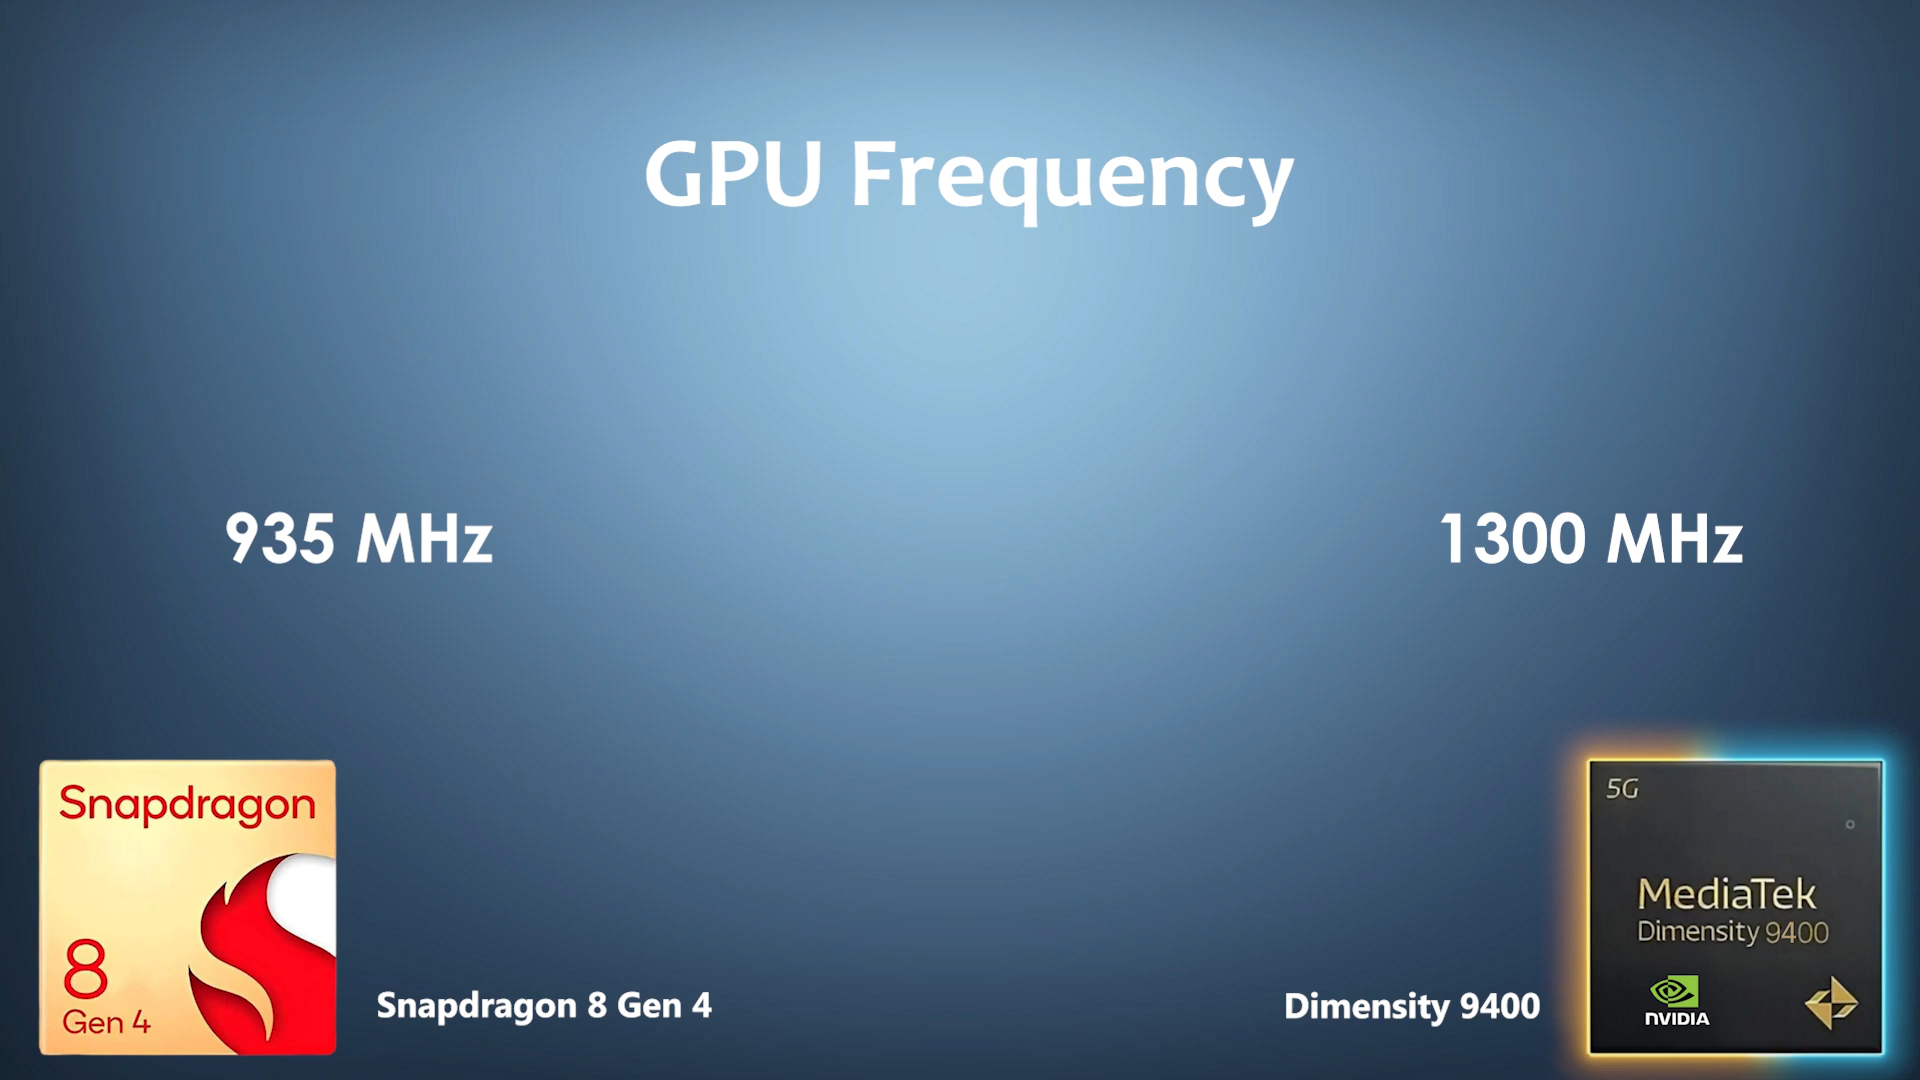 GPU Frequency
935 MHz
1300 MHz
Snapdragon
8
Gen 4
Snapdragon 8 Gen 4
Dimensity 9400
5G
MediaTek
Dimensity 9400
NVIDIA